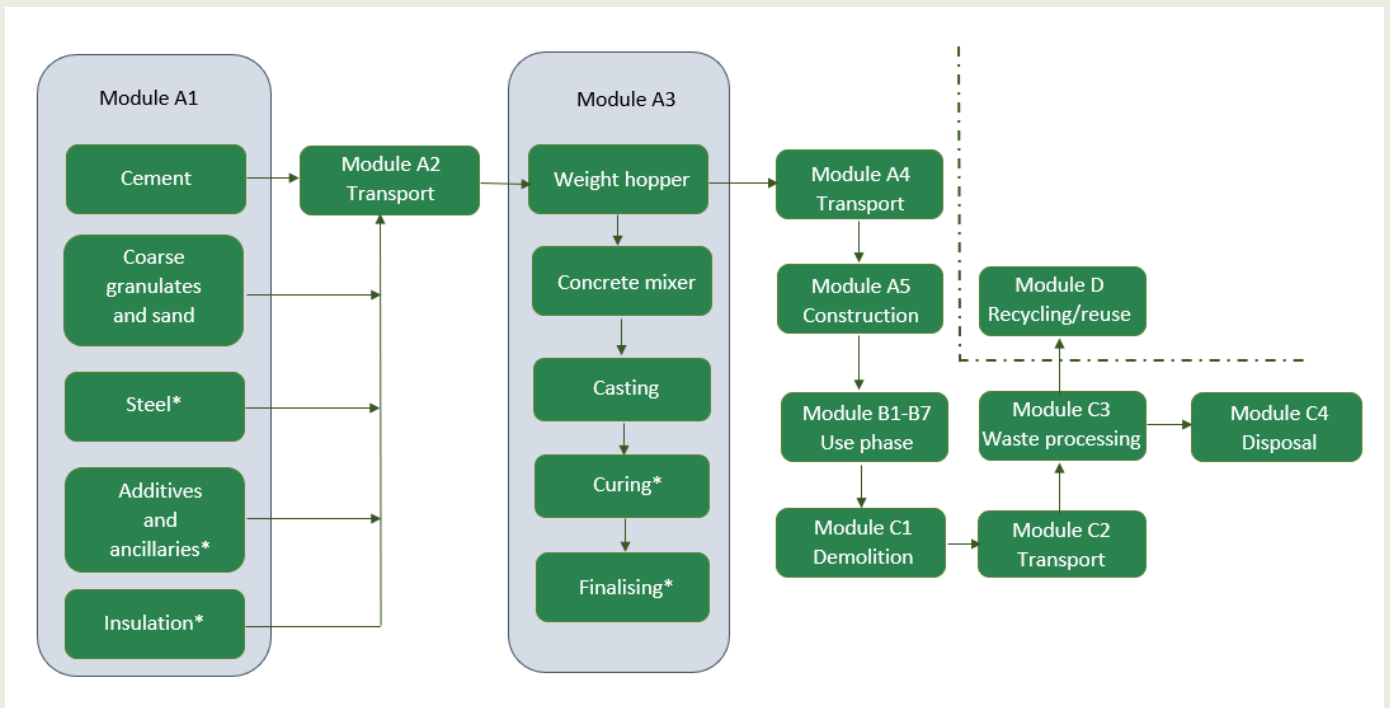 Module A1
Cement
Coarse
granulates
and sand
Steel*
Additives
and
ancillaries*
Insulation*
Module A2
Transport
Module A3
Weight hopper
Concrete mixer
Casting
Curing*
Finalising*
Module A4
Transport
Module A5
Construction
Module B1-B7
Use phase
Module C1
Demolition
Module C2
Transport
Module C3
Waste processing
Module D
Recycling/reuse
Module C4
Disposal